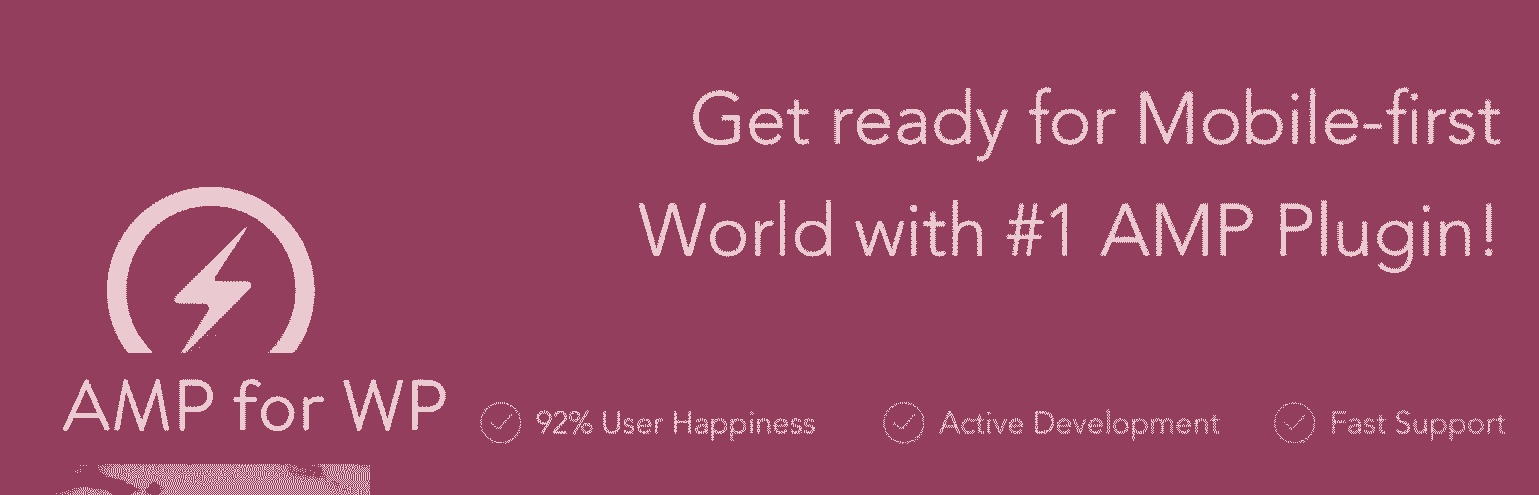 Get ready for Mobile-first
World with #1 AMP Plugin!
AMP for WP
92% User Happiness
Active Development
Fast Support